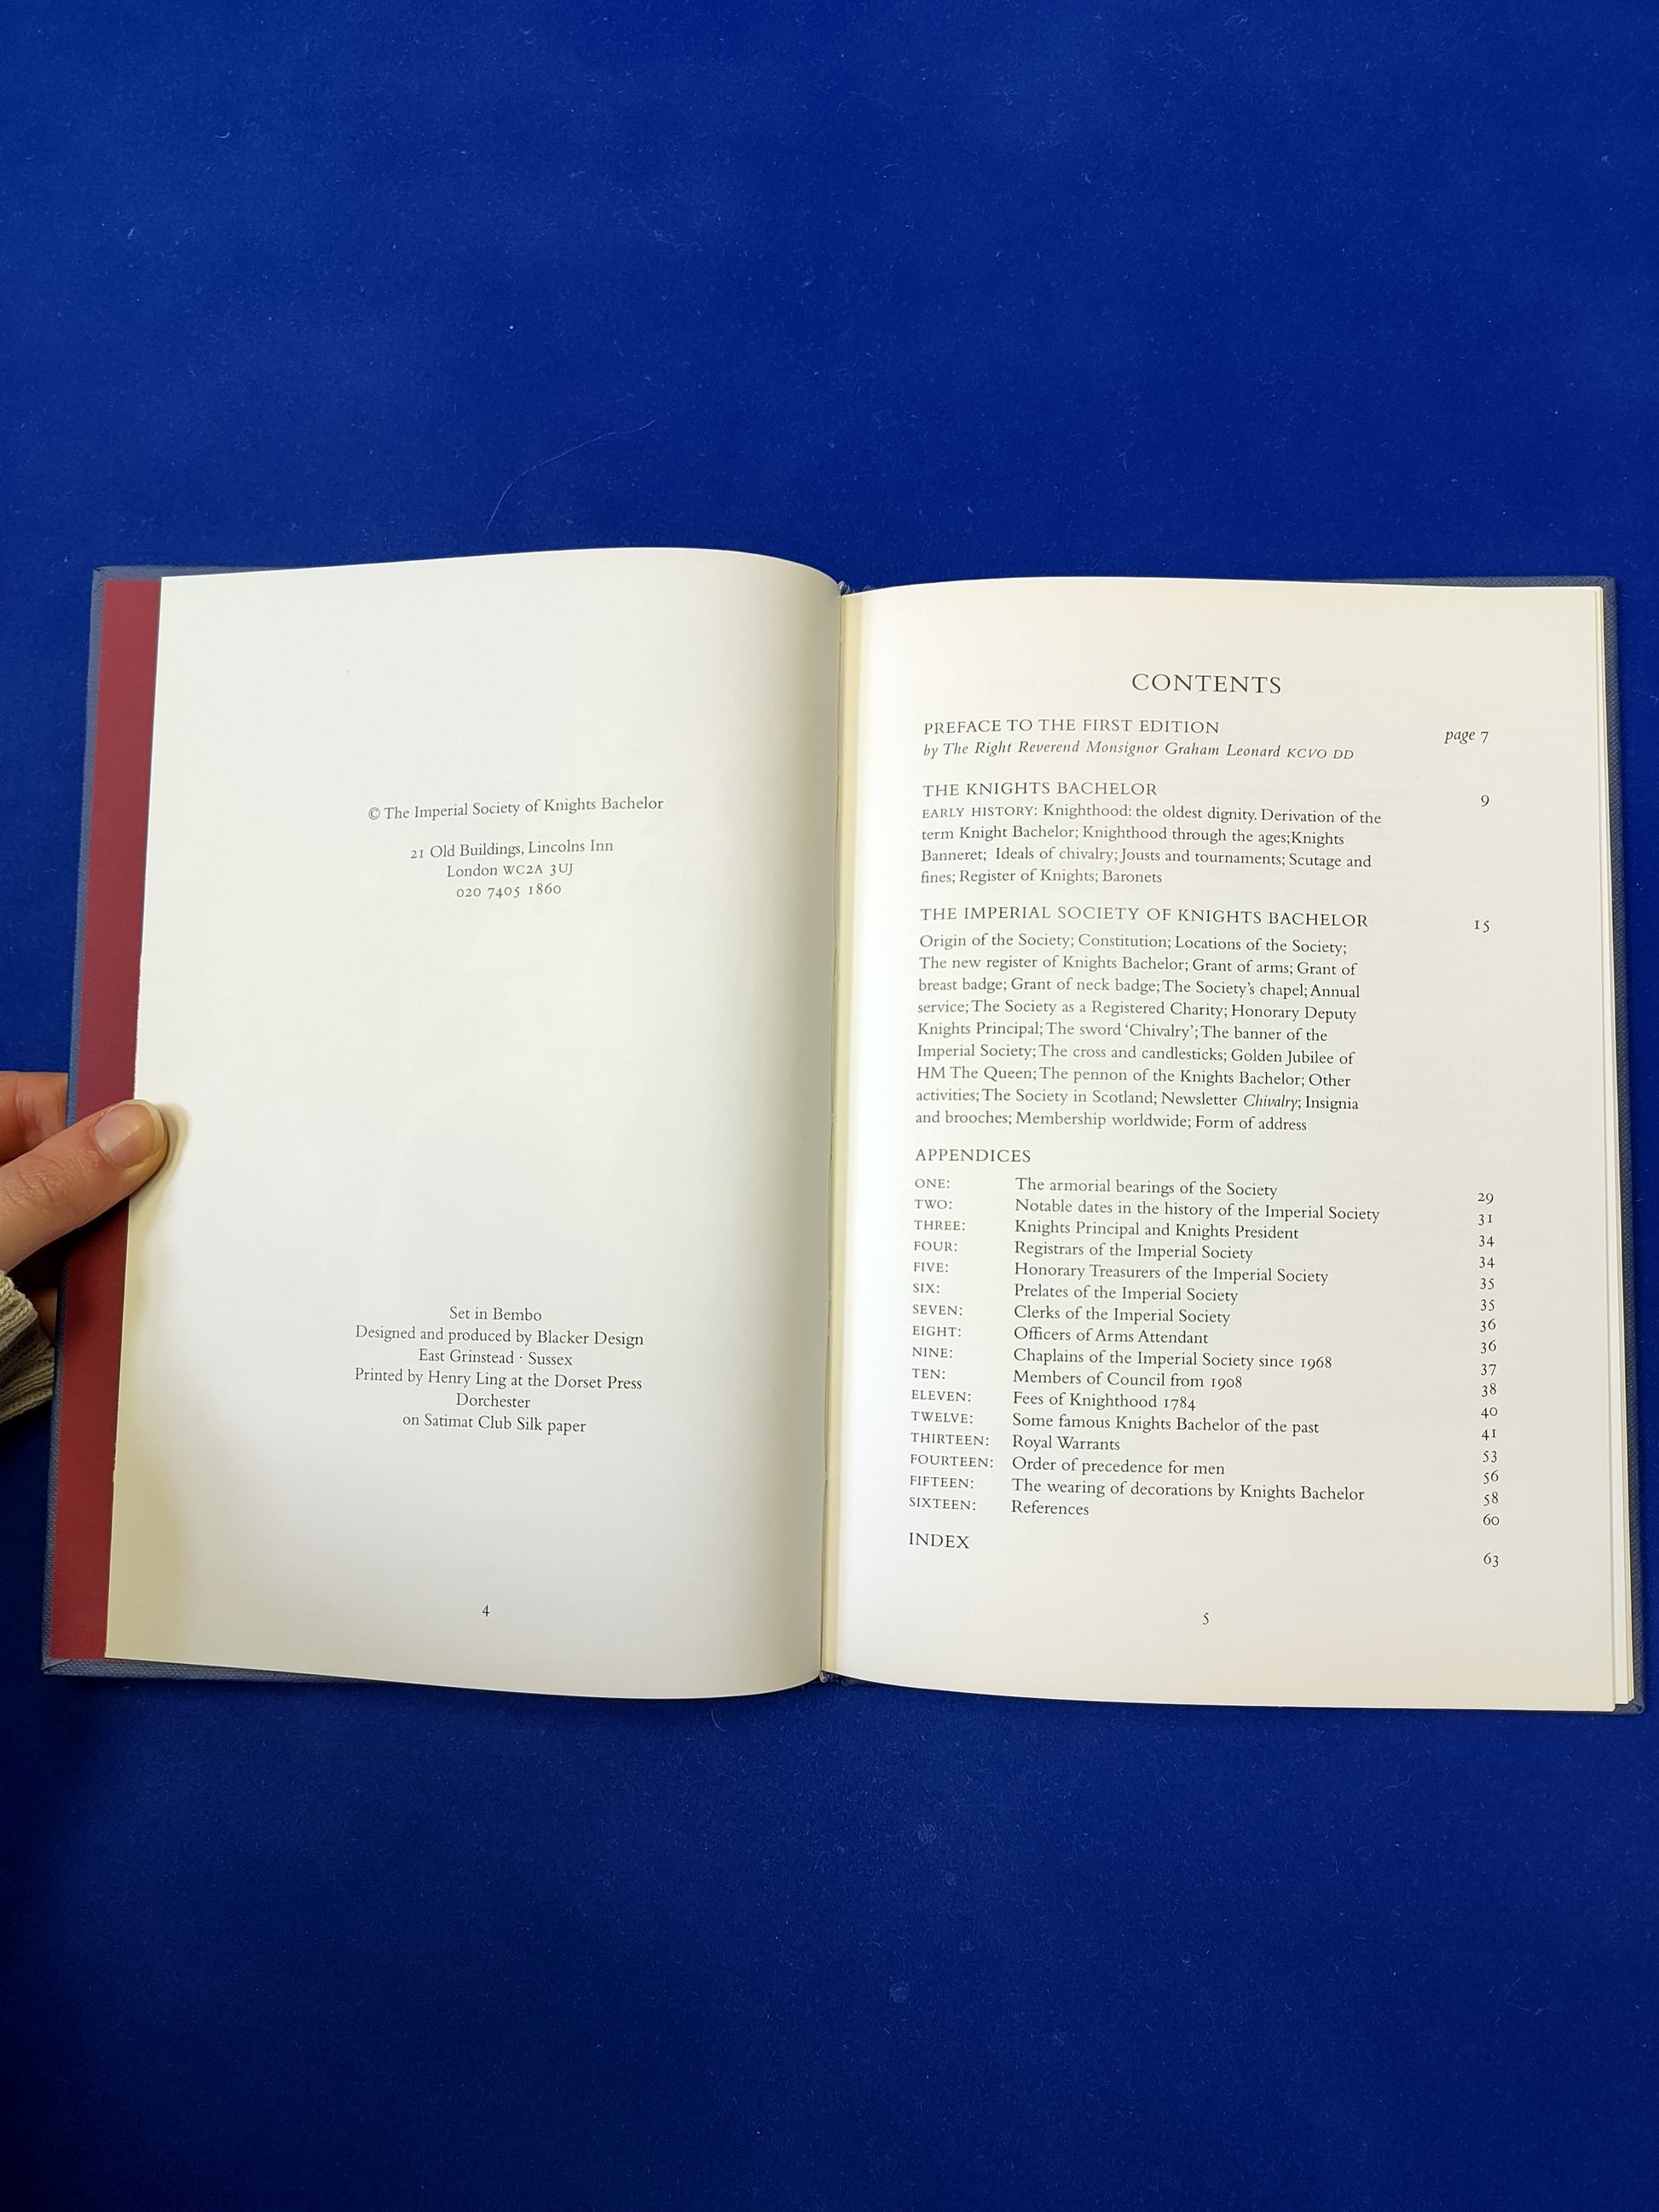 © The Imperial Society of Knights Bachelor
21 Old Buildings, Lincolns Inn
London WC2A 3UJ
020 7405 1860
Set in Bembo
Designed and produced by Blacker Design
East Grinstead · Sussex
Printed by Henry Ling at the Dorset Press
Dorchester
on Satimat Club Silk paper
4
CONTENTS
PREFACE TO THE FIRST EDITION page 7
by The Right Reverend Monsignor Graham Leonard KCVO DD
THE KNIGHTS BACHELOR 9
EARLY HISTORY: Knighthood: the oldest dignity. Derivation of the
term Knight Bachelor; Knighthood through the ages;Knights
Banneret; Ideals of chivalry; Jousts and tournaments; Scutage and
fines; Register of Knights; Baronets
THE IMPERIAL SOCIETY OF KNIGHTS BACHELOR 15
Origin of the Society; Constitution; Locations of the Society;
The new register of Knights Bachelor; Grant of arms; Grant of
breast badge; Grant of neck badge; The Society's chapel; Annual
service; The Society as a Registered Charity; Honorary Deputy
Knights Principal; The sword ‘Chivalry’; The banner of the
Imperial Society; The cross and candlesticks; Golden Jubilee of
HM The Queen; The pennon of the Knights Bachelor; Other
activities; The Society in Scotland; Newsletter Chivalry; Insignia
and brooches; Membership worldwide; Form of address
APPENDICES
ONE: The armorial bearings of the Society 29
TWO: Notable dates in the history of the Imperial Society 31
THREE: Knights Principal and Knights President 34
FOUR: Registrars of the Imperial Society 34
FIVE: Honorary Treasurers of the Imperial Society 35
SIX: Prelates of the Imperial Society 35
SEVEN: Clerks of the Imperial Society 36
EIGHT: Officers of Arms Attendant 36
NINE: Chaplains of the Imperial Society since 1968 37
TEN: Members of Council from 1908 38
ELEVEN: Fees of Knighthood 1784 40
TWELVE: Some famous Knights Bachelor of the past 41
THIRTEEN: Royal Warrants 53
FOURTEEN: Order of precedence for men 56
FIFTEEN: The wearing of decorations by Knights Bachelor 58
SIXTEEN: References 60
INDEX 63
5